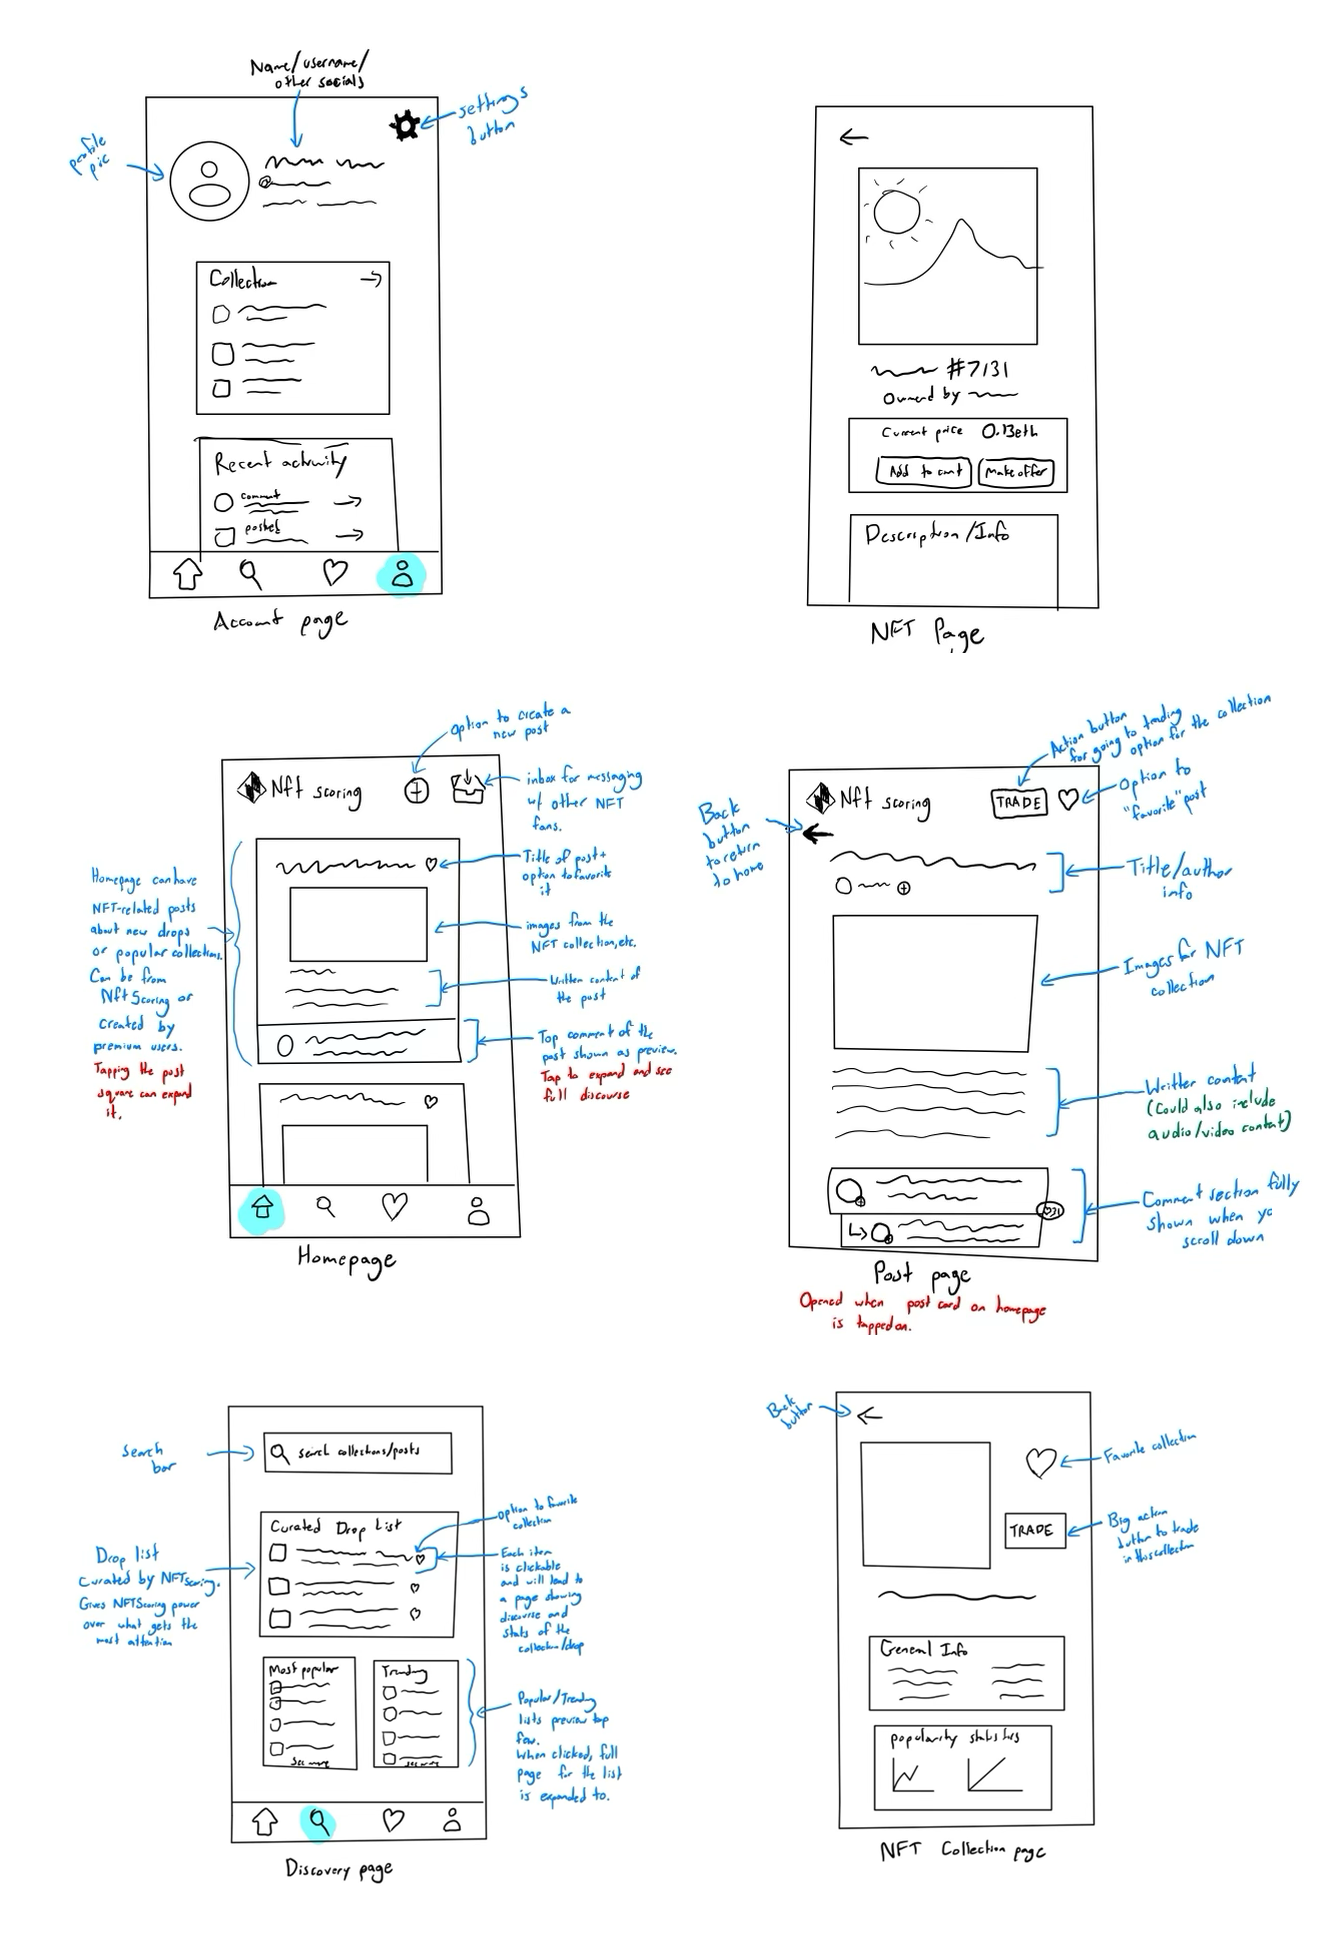 Name/username/
other socials
settings
button
profile
pic
Collection
Recent activity
comment
posted
Account page
#7131
Owned by
Current price 0.13eth
Add to cart
Make offer
Description/Info
NFT Page
option to create a
new post
Nft scoring
inbox for messaging
w/ other NFT
fans.
Title of post +
option to favorite
it
Homepage can have
NFT-related posts
about new drops
or popular collections.
Can be from
NFTScoring or
created by
premium users.
Tapping the post
square can expand
it.
images from the
NFT collection, etc.
Written content of
the post
Top comment of the
post shown as preview.
Tap to expand and see
full discourse
Homepage
Action button
for going to trading
option for the collection
Nft scoring
TRADE
Option to
"favorite" post
Back
button
to return
to home
Title/author
info
Images for NFT
collection
Written content
(Could also include
audio/video content)
Comment section fully
shown when yo
scroll down
Post page
Opened when post card on homepage
is tapped on.
Search
bar
search collections/posts
Curated Drop List
option to favorite
collection
Drop list
curated by NFTScoring.
Gives NFTScoring power
over what gets the
most attention
Each item
is clickable
and will lead to
a page showing
discourse and
stats of the
collection/drop
Most popular
See more
Trending
see more
Popular/Trending
lists preview top
few.
When clicked, full
page for the list
is expanded to.
Discovery page
Back
button
Favorite collection
TRADE
Big action
button to trade
in this collection
General Info
popularity statistics
NFT Collection page